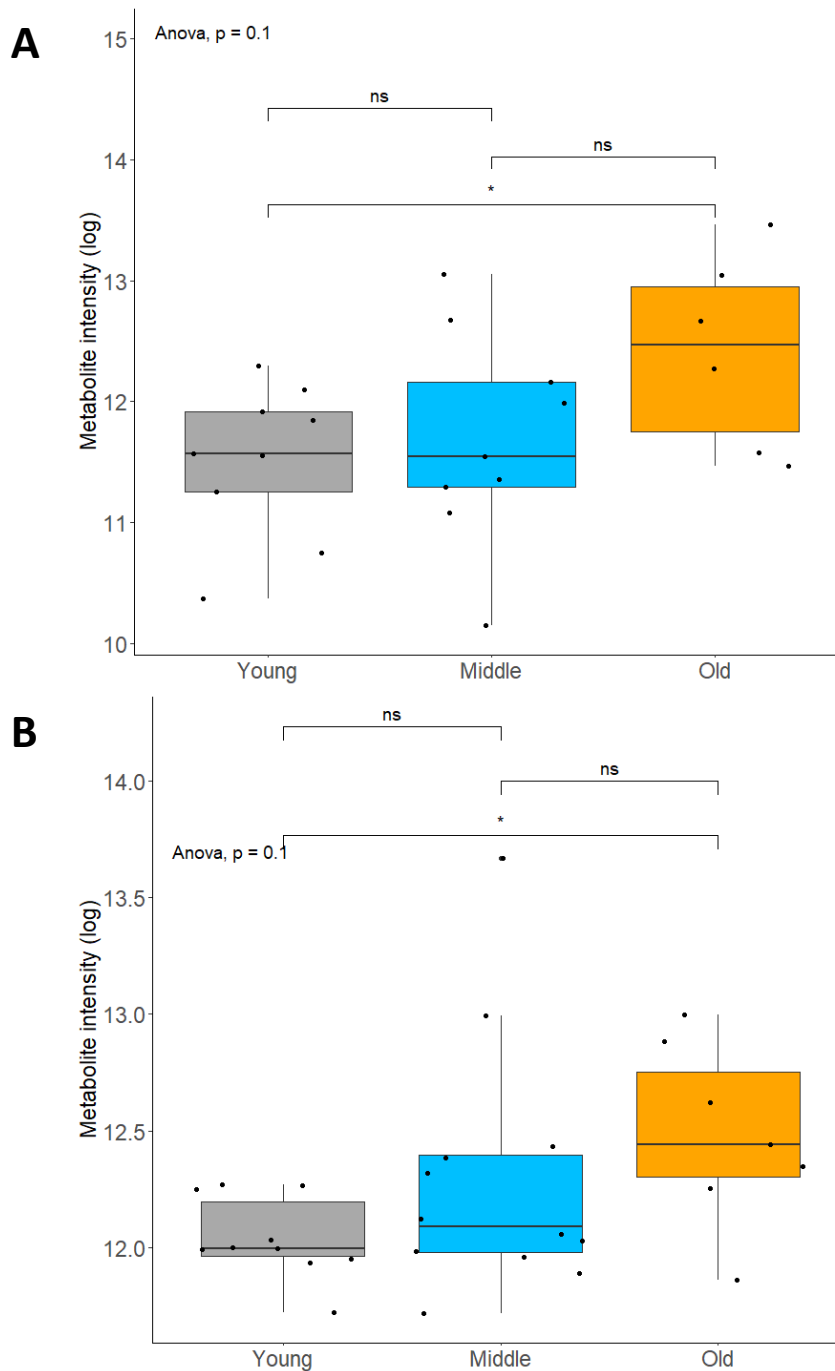 A
Anova, p = 0.1
15
ns
ns
14
*
13
12
11
10
Metabolite intensity (log)
Young Middle Old
B
ns
ns
14.0
*
Anova, p = 0.1
13.5
13.0
12.5
12.0
Metabolite intensity (log)
Young Middle Old